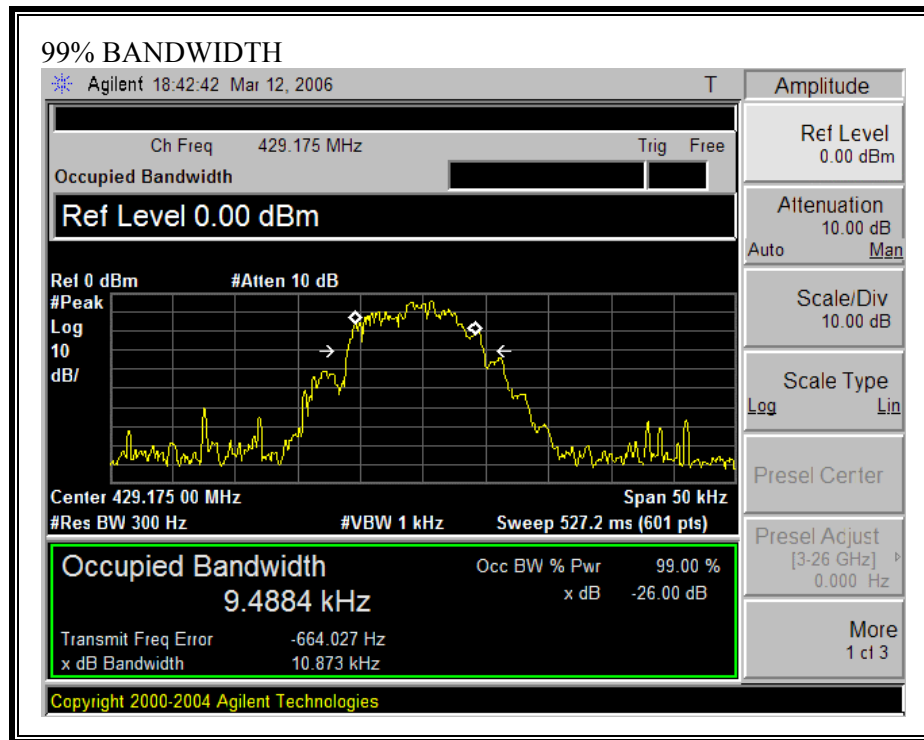 99% BANDWIDTH
Agilent 18:42:42 Mar 12, 2006 T
Ch Freq 429.175 MHz Trig Free
Occupied Bandwidth
Ref Level 0.00 dBm
Ref 0 dBm #Atten 10 dB
#Peak
Log
10
dB/
Center 429.175 00 MHz Span 50 kHz
#Res BW 300 Hz #VBW 1 kHz Sweep 527.2 ms (601 pts)
Occupied Bandwidth Occ BW % Pwr 99.00 %
9.4884 kHz x dB -26.00 dB
Transmit Freq Error -664.027 Hz
x dB Bandwidth 10.873 kHz
Copyright 2000-2004 Agilent Technologies
Amplitude
Ref Level
0.00 dBm
Attenuation
10.00 dB
Auto Man
Scale/Div
10.00 dB
Scale Type
Log Lin
Presel Center
Presel Adjust
[3-26 GHz]
0.000 Hz
More
1 of 3